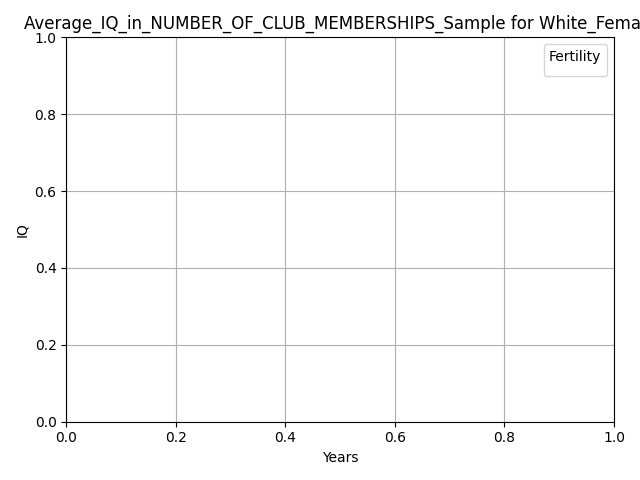 Average_IQ_in_NUMBER_OF_CLUB_MEMBERSHIPS_Sample for White_Fema
Fertility
1.0
0.8
0.6
0.4
0.2
0.0
IQ
0.0 0.2 0.4 0.6 0.8 1.0
Years